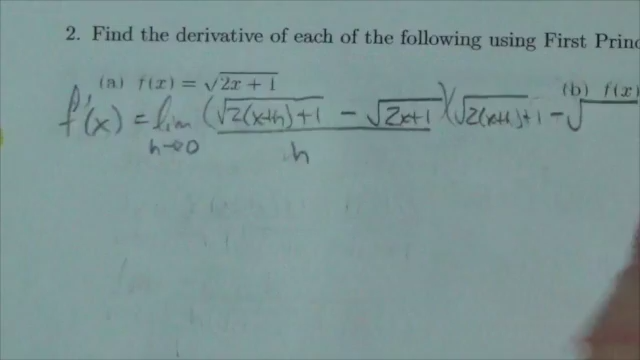 2. Find the derivative of each of the following using First Princ
(a) f(x) = √2x + 1
(b) f(x)
f'(x) = lim h→0 (√2(x+h)+1 − √2x+1)(√2(x+h)+1 − √
h